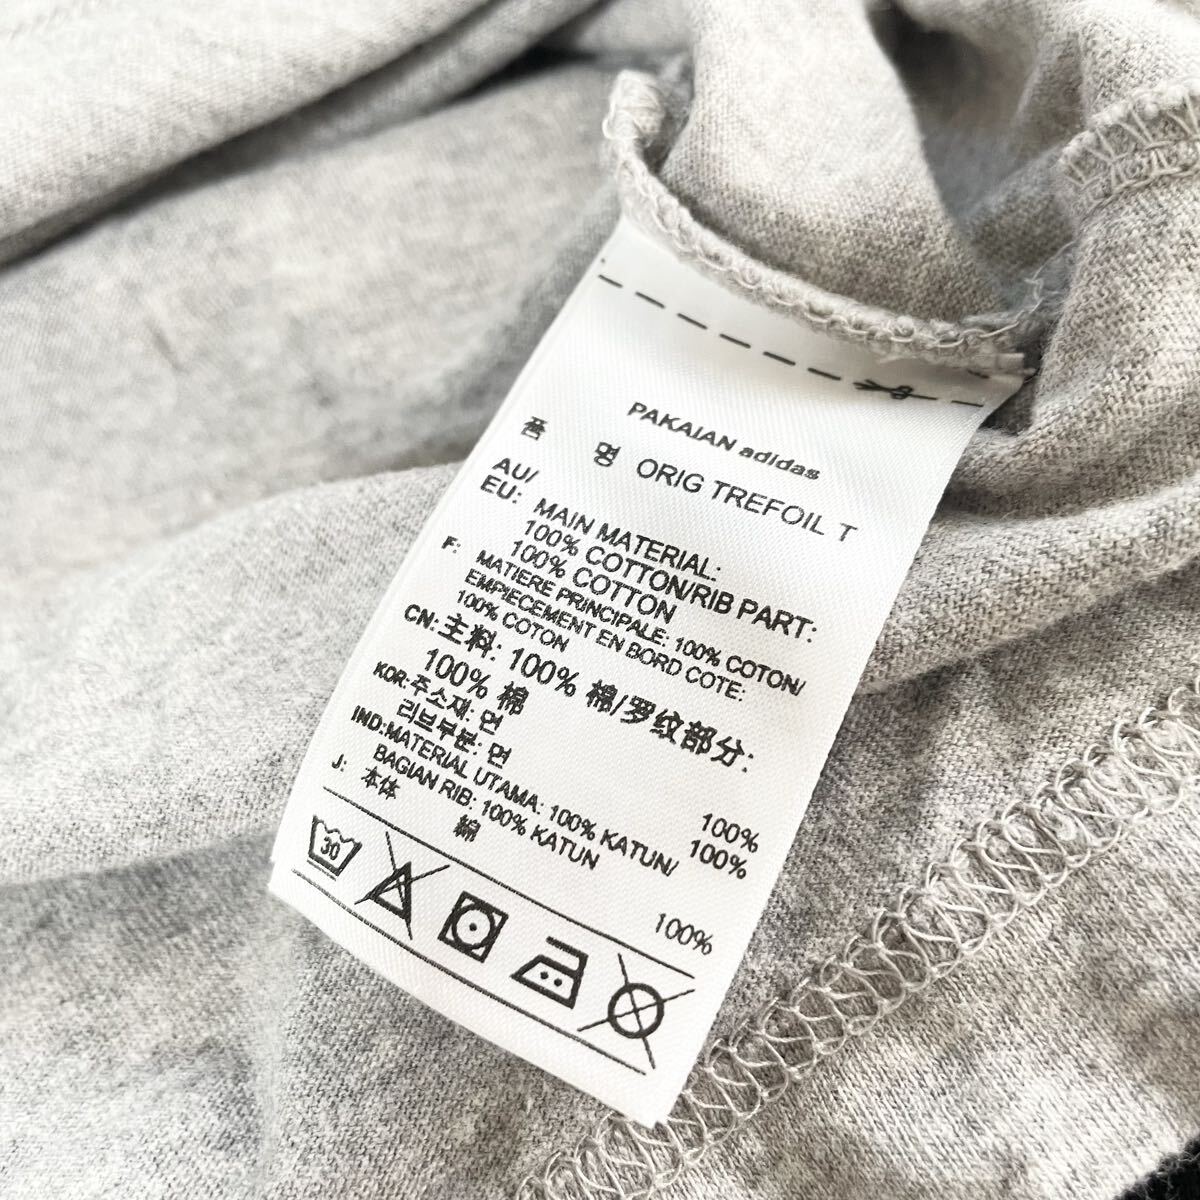 PAKAIAN adidas
품 명 ORIG TREFOIL T
AU/
EU: MAIN MATERIAL:
100% COTTON/RIB PART:
100% COTTON
F: MATIERE PRINCIPALE: 100% COTON/
EMPIECEMENT EN BORD COTE:
100% COTON
CN: 主料: 100% 棉/罗纹部分:
100% 棉
KOR: 주소재: 면 100%
리브부분: 면 100%
IND: MATERIAL UTAMA: 100% KATUN/
BAGIAN RIB: 100% KATUN
J: 本体
綿 100%
30